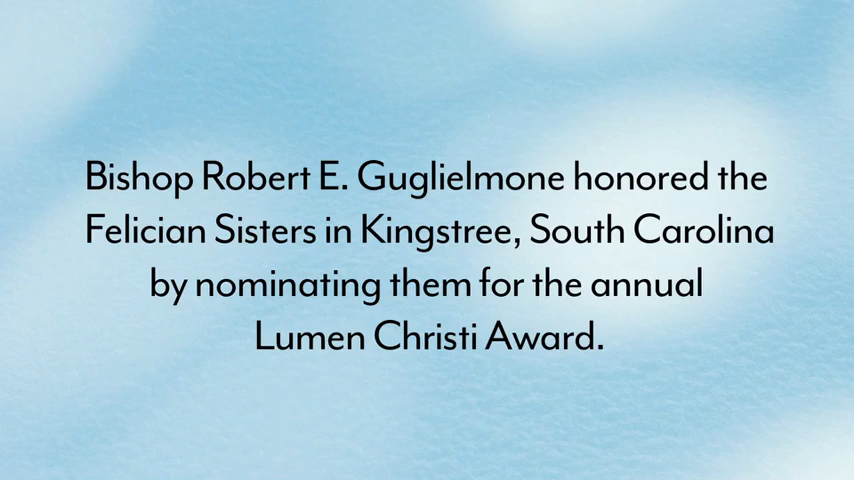 Bishop Robert E. Guglielmone honored the
Felician Sisters in Kingstree, South Carolina
by nominating them for the annual
Lumen Christi Award.